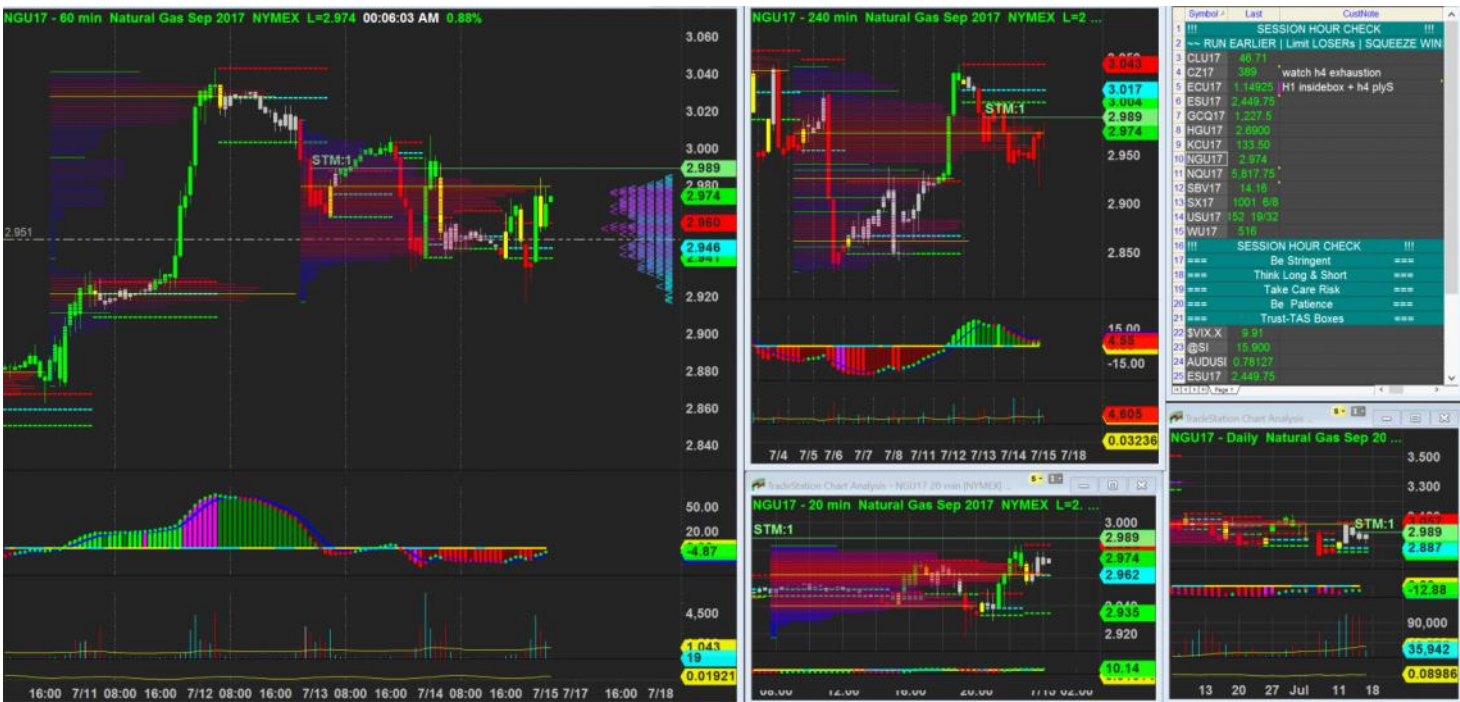 NGU17 - 60 min Natural Gas Sep 2017 NYMEX L=2.974 00:06:03 AM 0.88%
3.060
3.040
3.020
3.000
2.989
2.980
2.974
2.960
2.946
2.941
2.920
2.900
2.880
2.860
2.840
STM:1
2.951
50.00
20.00
-4.87
4,500
1,043
19
0.01921
16:00 7/11 08:00 16:00 7/12 08:00 16:00 7/13 08:00 16:00 7/14 08:00 16:00 7/15 7/17 16:00 7/18
NGU17 - 240 min Natural Gas Sep 2017 NYMEX L=2 ...
3.043
3.017
3.004
2.989
2.974
2.950
2.900
2.850
STM:1
15.00
4.55
-15.00
4,605
0.03236
7/4 7/5 7/6 7/7 7/8 7/11 7/12 7/13 7/14 7/15 7/18
TradeStation Chart Analysis - NGU17 20 min [NYMEX] ...
NGU17 - 20 min Natural Gas Sep 2017 NYMEX L=2. ...
STM:1
3.000
2.989
2.974
2.962
2.935
2.920
10.14
08:00 12:00 16:00 20:00 7/15 02:00
Symbol Last CustNote
1 !!! SESSION HOUR CHECK !!!
2 ~~ RUN EARLIER | Limit LOSERs | SQUEEZE WIN
3 CLU17 46.71
4 CZ17 389 watch h4 exhaustion
5 ECU17 1.14925 H1 insidebox + h4 plyS
6 ESU17 2,449.75
7 GCQ17 1,227.5
8 HGU17 2.6900
9 KCU17 133.50
10 NGU17 2.974
11 NQU17 5,817.75
12 SBV17 14.16
13 SX17 1001 6/8
14 USU17 152 19/32
15 WU17 516
16 !!! SESSION HOUR CHECK !!!
17 === Be Stringent ===
18 === Think Long & Short ===
19 === Take Care Risk ===
20 === Be Patience ===
21 === Trust-TAS Boxes ===
22 $VIX.X 9.91
23 @SI 15.900
24 AUDUSI 0.78127
25 ESU17 2,449.75
Page 1
TradeStation Chart Analysis ...
NGU17 - Daily Natural Gas Sep 20 ...
3.500
3.300
STM:1
2.989
2.887
-12.88
90,000
35,942
0.08986
13 20 27 Jul 11 18